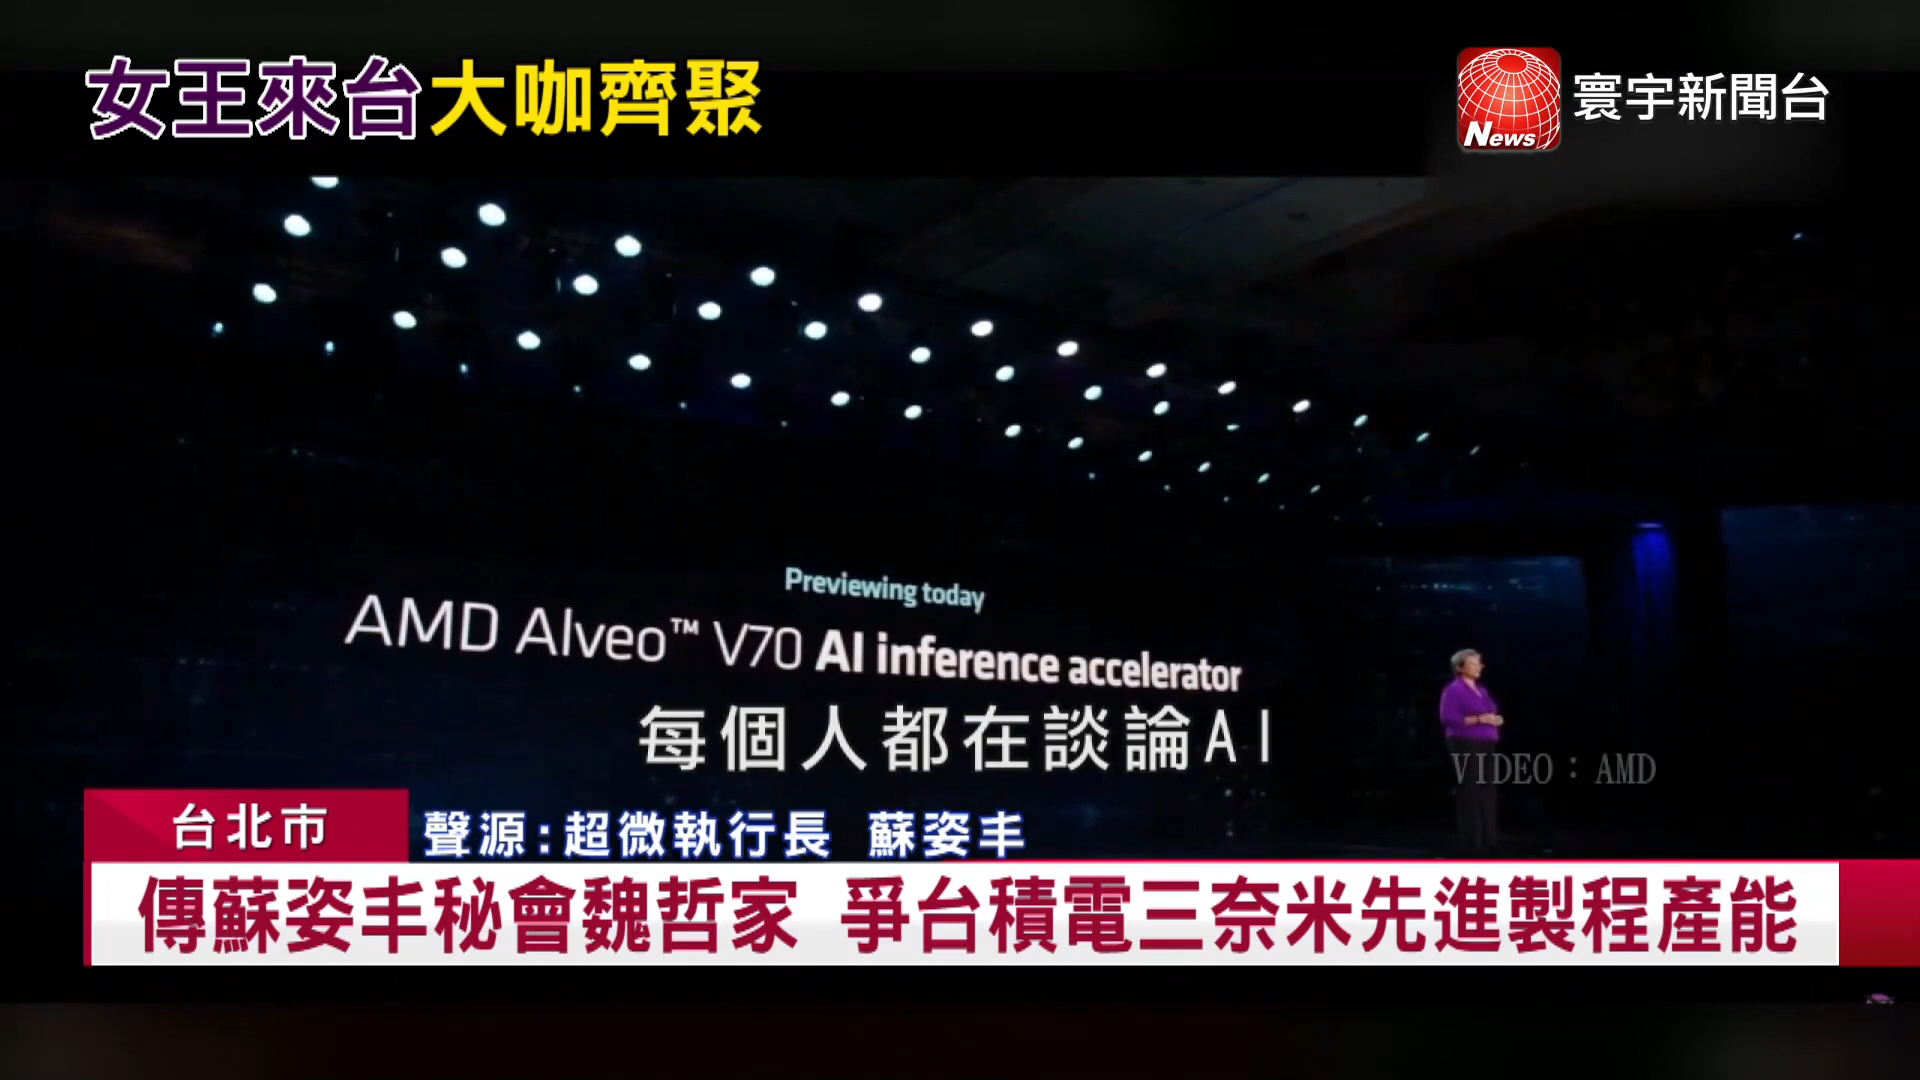 女王來台大咖齊聚
News
寰宇新聞台
Previewing today
AMD Alveo™ V70 AI inference accelerator
每個人都在談論AI
VIDEO：AMD
台北市
聲源:超微執行長 蘇姿丰
傳蘇姿丰秘會魏哲家 爭台積電三奈米先進製程產能